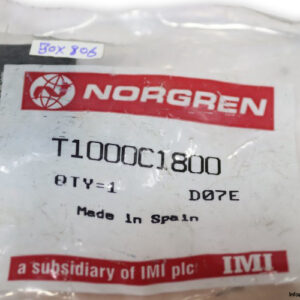 BOX 806
NORGREN
T1000C1800
QTY=1 D07E
Made in Spain
a subsidiary of IMI plc IMI